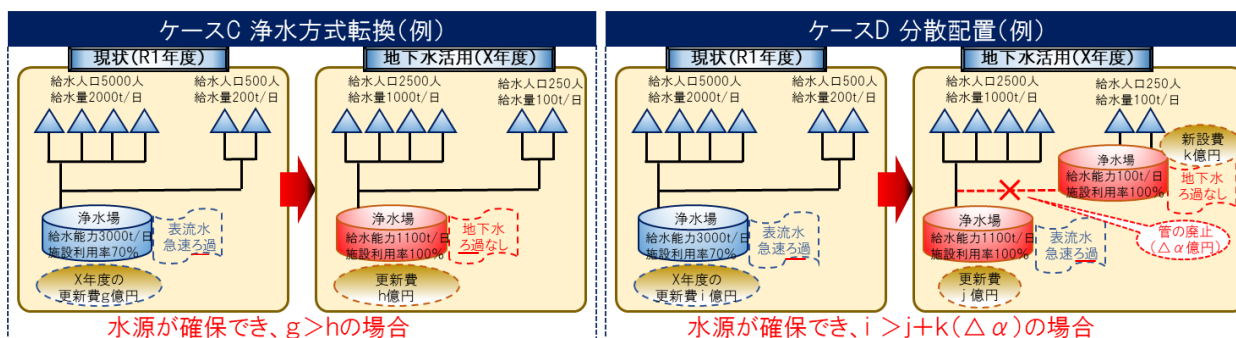 ケースC 浄水方式転換(例)
現状(R1年度)
給水人口5000人
給水量2000t/日
給水人口500人
給水量200t/日
浄水場
給水能力3000t/日
施設利用率70%
表流水
急速ろ過
X年度の
更新費g億円
地下水活用(X年度)
給水人口2500人
給水量1000t/日
給水人口250人
給水量100t/日
浄水場
給水能力1100t/日
施設利用率100%
地下水
ろ過なし
更新費
h億円
水源が確保でき、g>hの場合
ケースD 分散配置(例)
現状(R1年度)
給水人口5000人
給水量2000t/日
給水人口500人
給水量200t/日
浄水場
給水能力3000t/日
施設利用率70%
表流水
急速ろ過
X年度の
更新費i億円
地下水活用(X年度)
給水人口2500人
給水量1000t/日
給水人口250人
給水量100t/日
新設費
k億円
浄水場
給水能力100t/日
施設利用率100%
地下水
ろ過なし
浄水場
給水能力1100t/日
施設利用率100%
表流水
急速ろ過
管の廃止
(△α億円)
更新費
j億円
水源が確保でき、i >j+k(△α)の場合